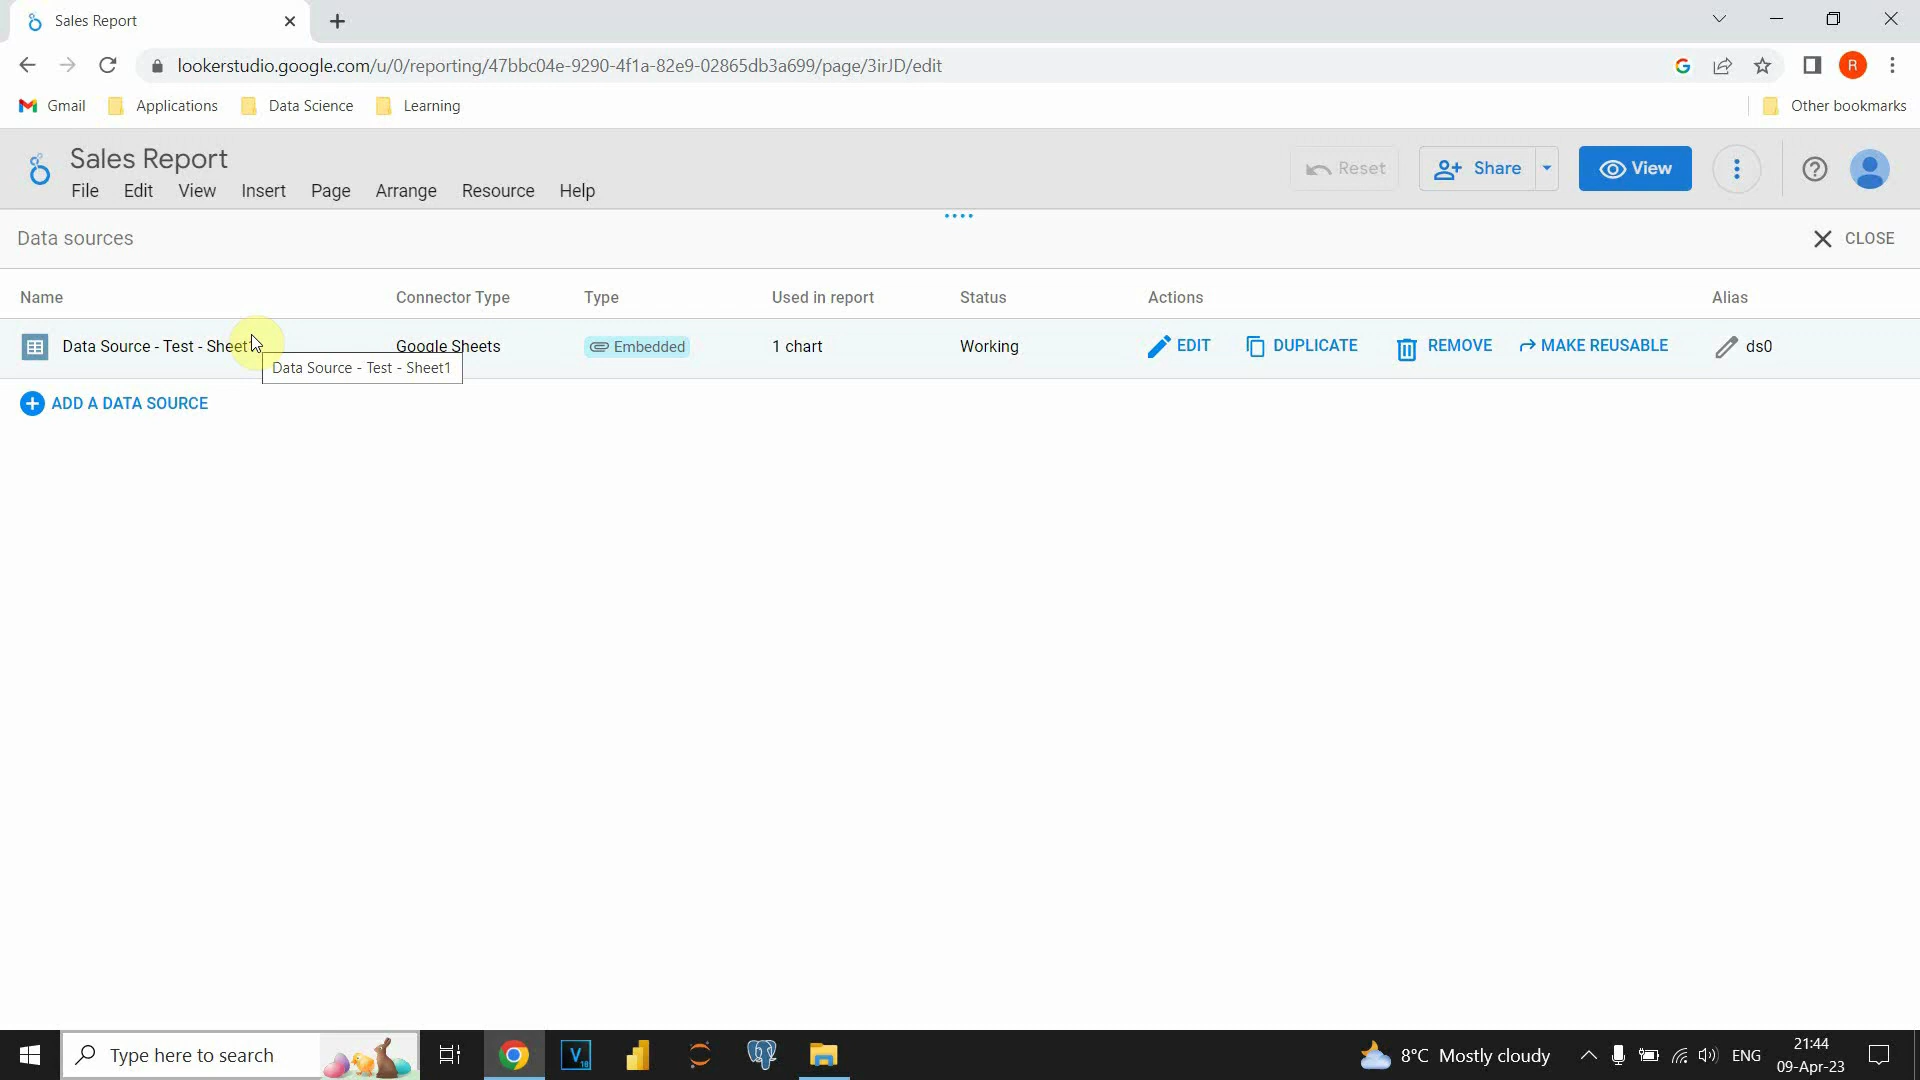 Sales Report
lookerstudio.google.com/u/0/reporting/47bbc04e-9290-4f1a-82e9-02865db3a699/page/3irJD/edit
G
R
Gmail
Applications
Data Science
Learning
Other bookmarks
Sales Report
File Edit View Insert Page Arrange Resource Help
Reset
Share
View
Data sources
CLOSE
Name Connector Type Type Used in report Status Actions Alias
Data Source - Test - Sheet1 Google Sheets Embedded 1 chart Working EDIT DUPLICATE REMOVE MAKE REUSABLE ds0
Data Source - Test - Sheet1
ADD A DATA SOURCE
Type here to search
V
8°C Mostly cloudy
ENG
21:44
09-Apr-23